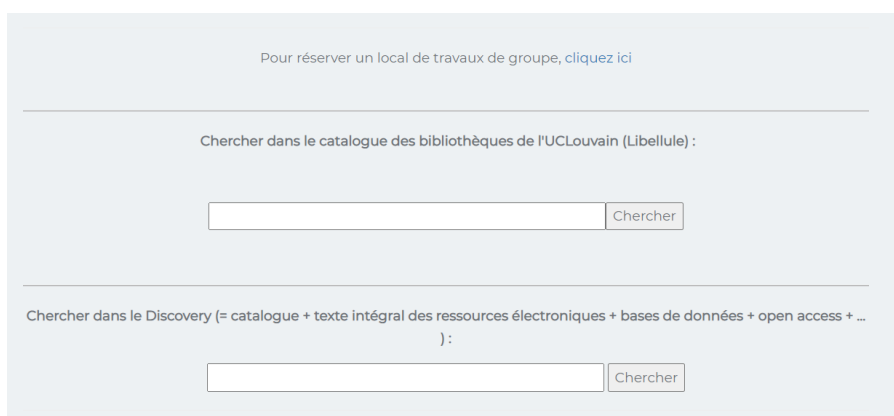 Pour réserver un local de travaux de groupe, cliquez ici
Chercher dans le catalogue des bibliothèques de l'UCLouvain (Libellule) :
Chercher
Chercher dans le Discovery (= catalogue + texte intégral des ressources électroniques + bases de données + open access + ...
) :
Chercher